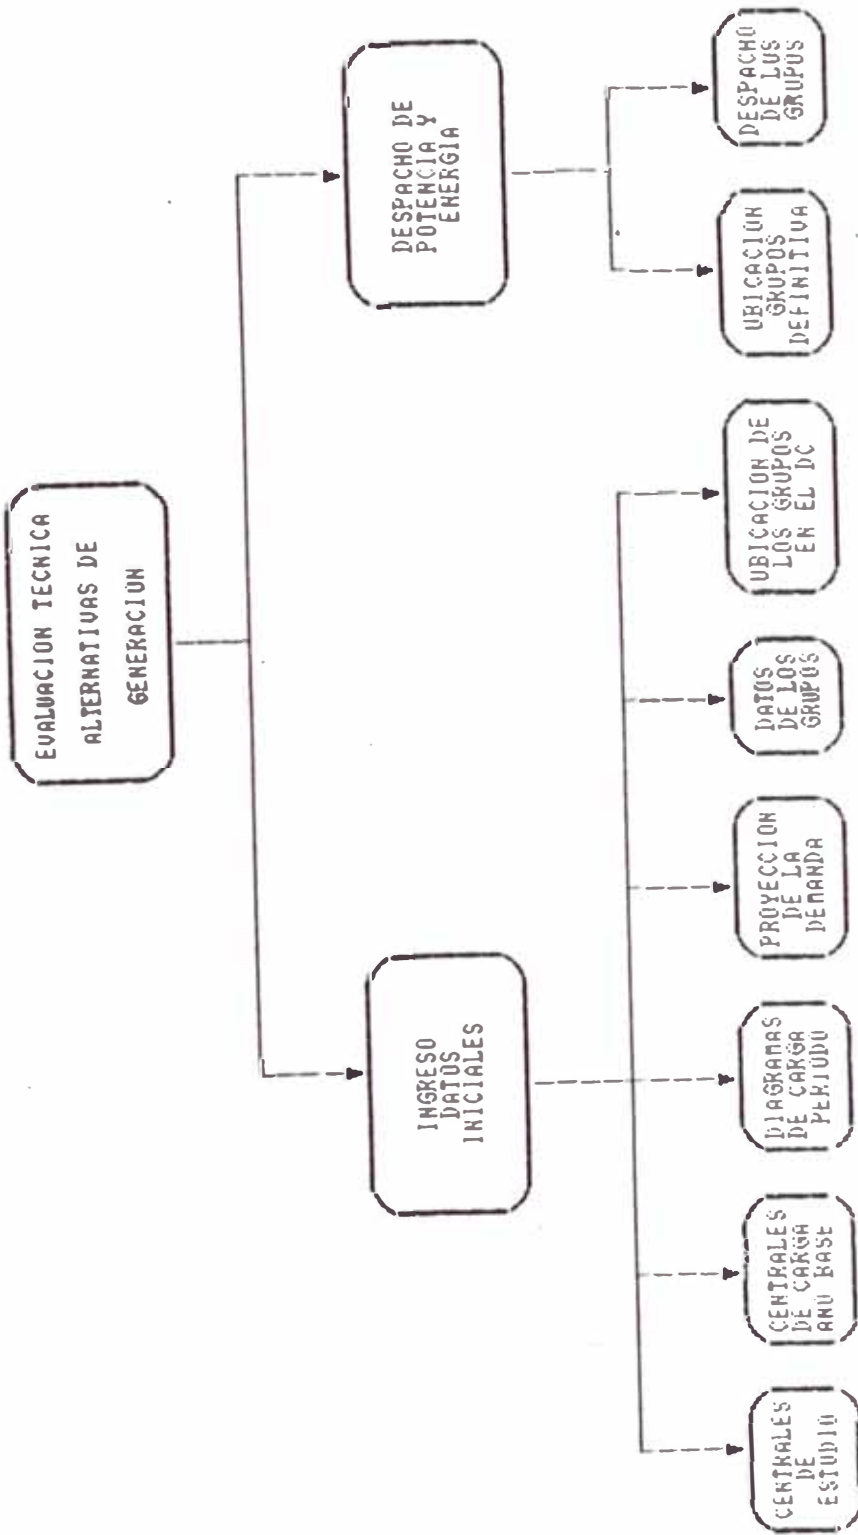 EVALUACION TECNICA
ALTERNATIVAS DE
GENERACION
INGRESO
DATOS
INICIALES
DESPACHO DE
POTENCIA Y
ENERGIA
CENTRALES
DE
ESTUDIO
CENTRALES
DE CARGA
ANO BASE
DIAGRAMAS
DE CARGA
PERIODO
PROYECCION
DE LA
DEMANDA
DATOS
DE LOS
GRUPOS
UBICACION DE
LOS GRUPOS
EN EL DC
UBICACION
GRUPOS
DEFINITIVA
DESPACHO
DE LOS
GRUPOS